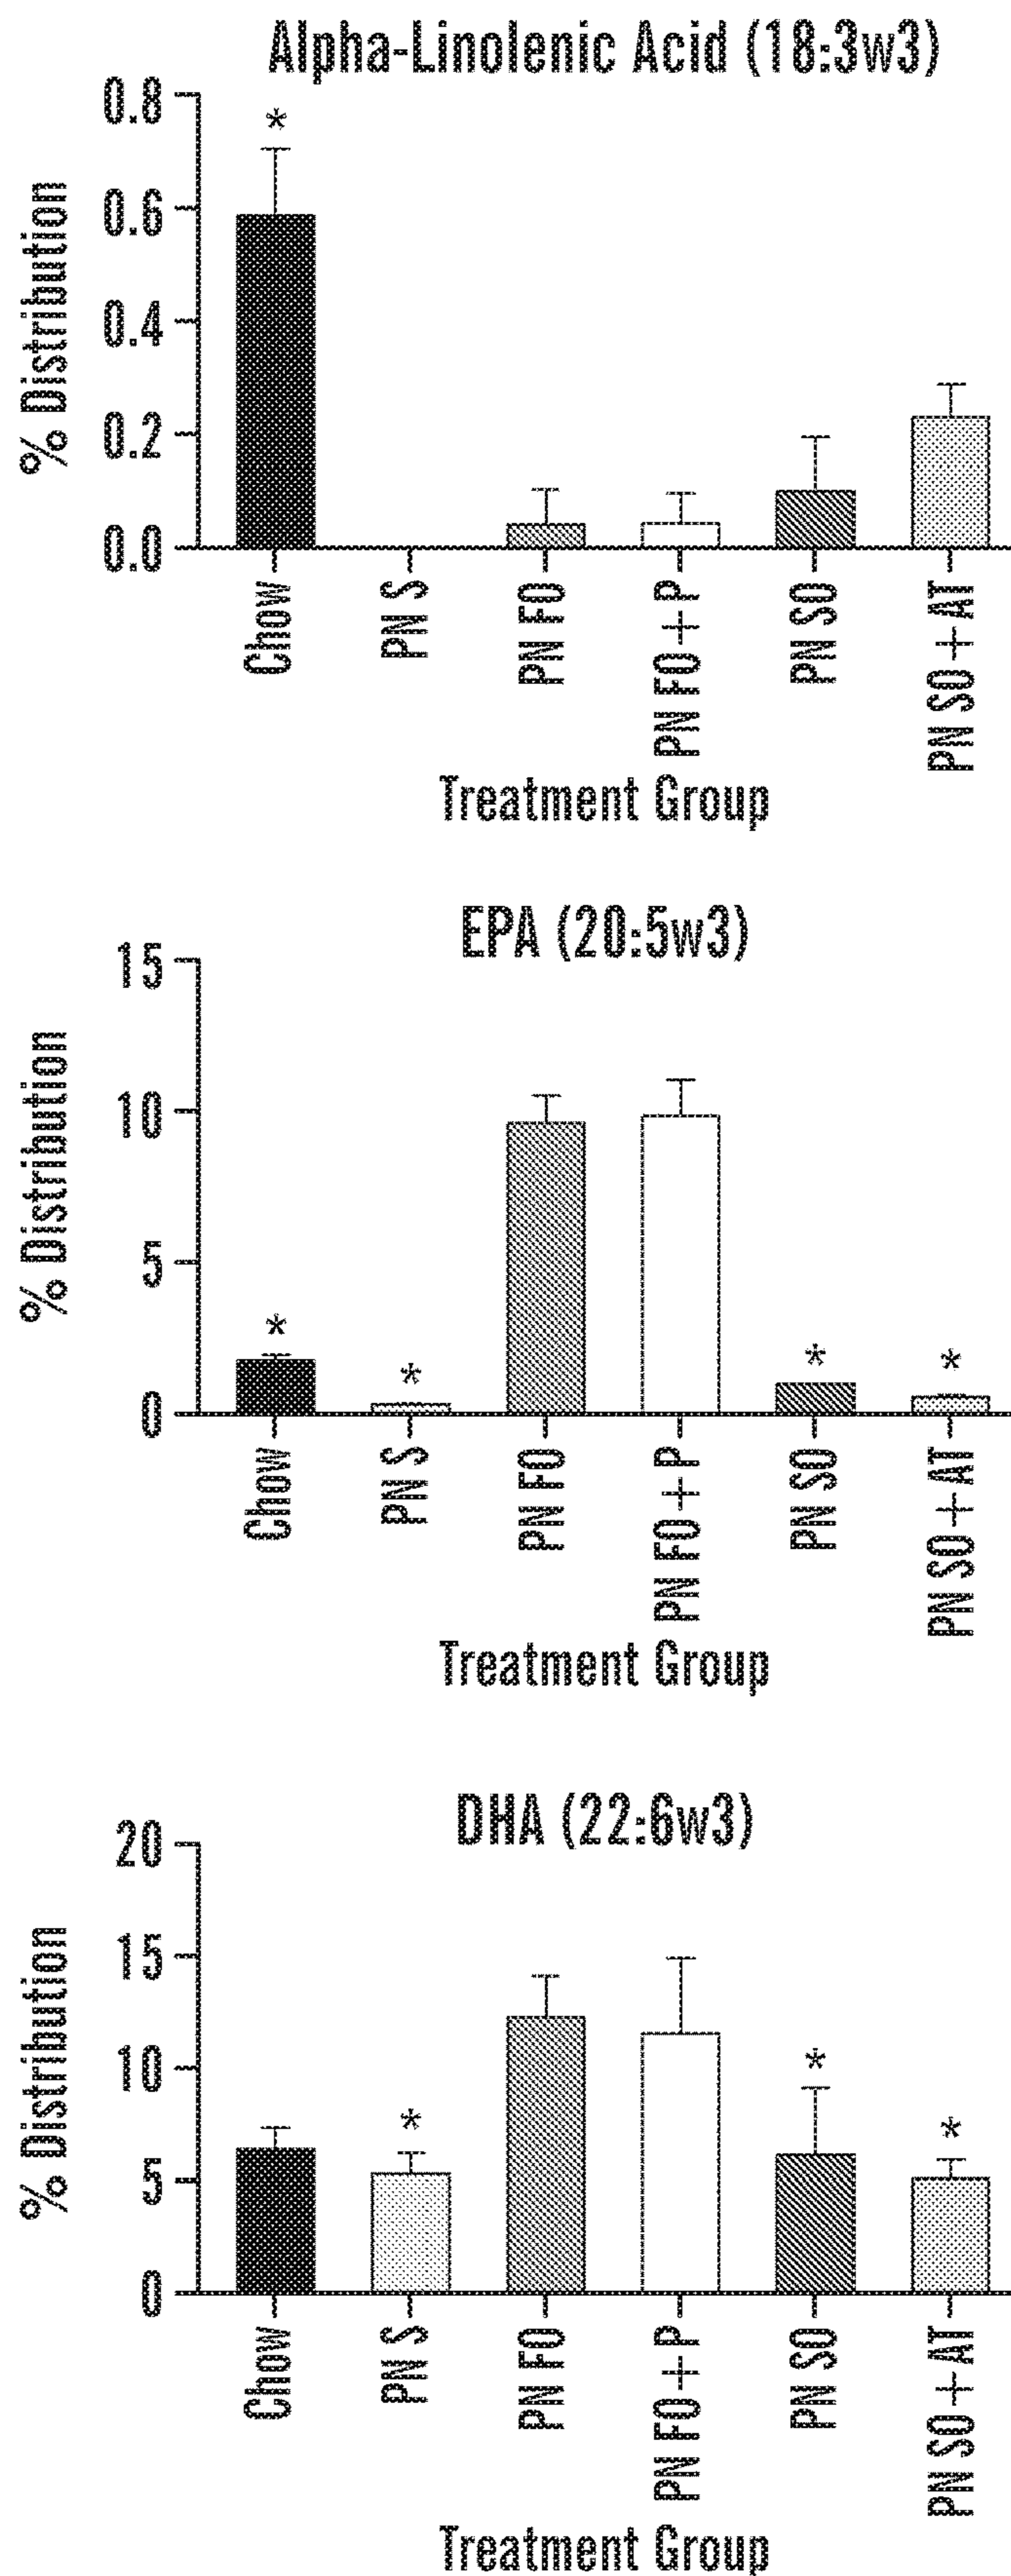 Alpha-Linolenic Acid (18:3w3)
% Distribution
0.8
*
0.6
0.4
0.2
0.0
Chow
PN S
PN FO
PN FO+P
PN SO
PN SO+AT
Treatment Group
EPA (20:5w3)
% Distribution
15
10
5
* * * *
0
Chow
PN S
PN FO
PN FO+P
PN SO
PN SO+AT
Treatment Group
DHA (22:6w3)
% Distribution
20
15
10
* * *
5
0
Chow
PN S
PN FO
PN FO+P
PN SO
PN SO+AT
Treatment Group